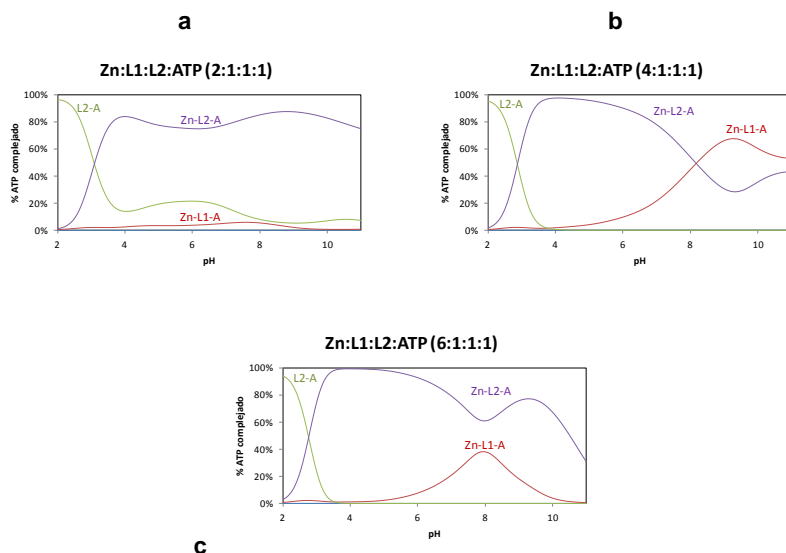 a
b
Zn:L1:L2:ATP (2:1:1:1)
100%
80%
60%
40%
20%
0%
% ATP complejado
L2-A
Zn-L2-A
Zn-L1-A
2
4
6
8
10
pH
Zn:L1:L2:ATP (4:1:1:1)
100%
80%
60%
40%
20%
0%
% ATP complejado
L2-A
Zn-L2-A
Zn-L1-A
2
4
6
8
10
pH
Zn:L1:L2:ATP (6:1:1:1)
100%
80%
60%
40%
20%
0%
% ATP complejado
L2-A
Zn-L2-A
Zn-L1-A
2
4
6
8
10
pH
c